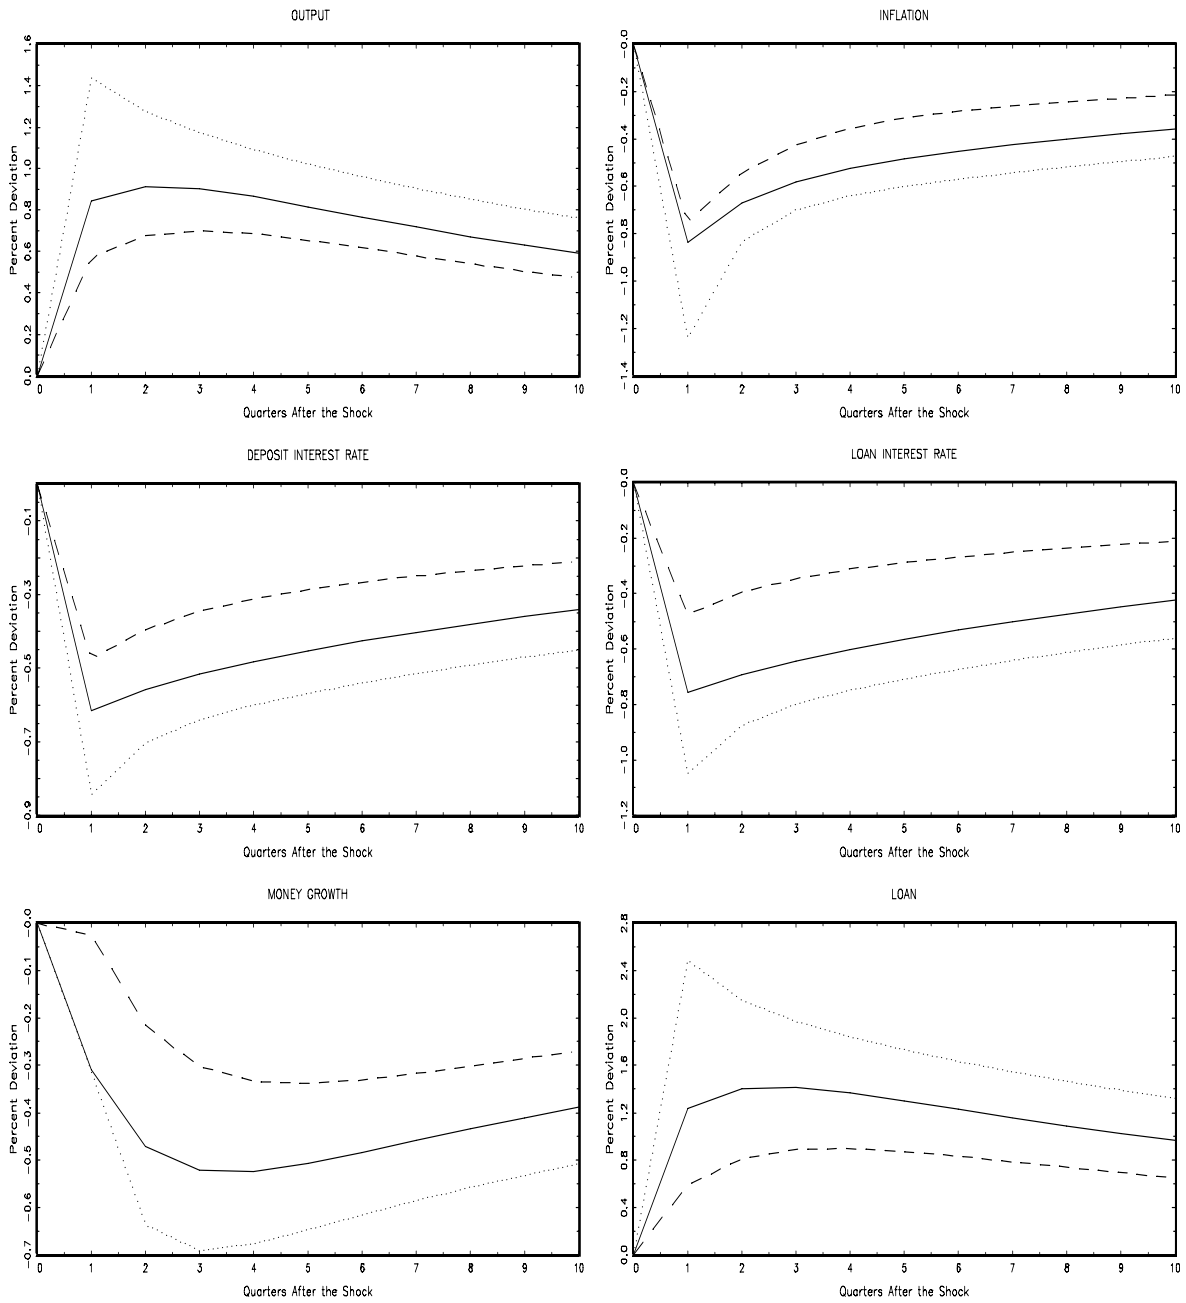 OUTPUT
Percent Deviation
1.6
1.4
1.2
1.0
0.8
0.6
0.4
0.2
0.0
0 1 2 3 4 5 6 7 8 9 10
Quarters After the Shock
INFLATION
Percent Deviation
-0.0
-0.2
-0.4
-0.6
-0.8
-1.0
-1.2
-1.4
0 1 2 3 4 5 6 7 8 9 10
Quarters After the Shock
DEPOSIT INTEREST RATE
Percent Deviation
-0.1
-0.3
-0.5
-0.7
-0.9
0 1 2 3 4 5 6 7 8 9 10
Quarters After the Shock
LOAN INTEREST RATE
Percent Deviation
-0.0
-0.2
-0.4
-0.6
-0.8
-1.0
-1.2
0 1 2 3 4 5 6 7 8 9 10
Quarters After the Shock
MONEY GROWTH
Percent Deviation
-0.0
-0.1
-0.2
-0.3
-0.4
-0.5
-0.6
-0.7
0 1 2 3 4 5 6 7 8 9 10
Quarters After the Shock
LOAN
Percent Deviation
2.8
2.4
2.0
1.6
1.2
0.8
0.4
0.0
0 1 2 3 4 5 6 7 8 9 10
Quarters After the Shock